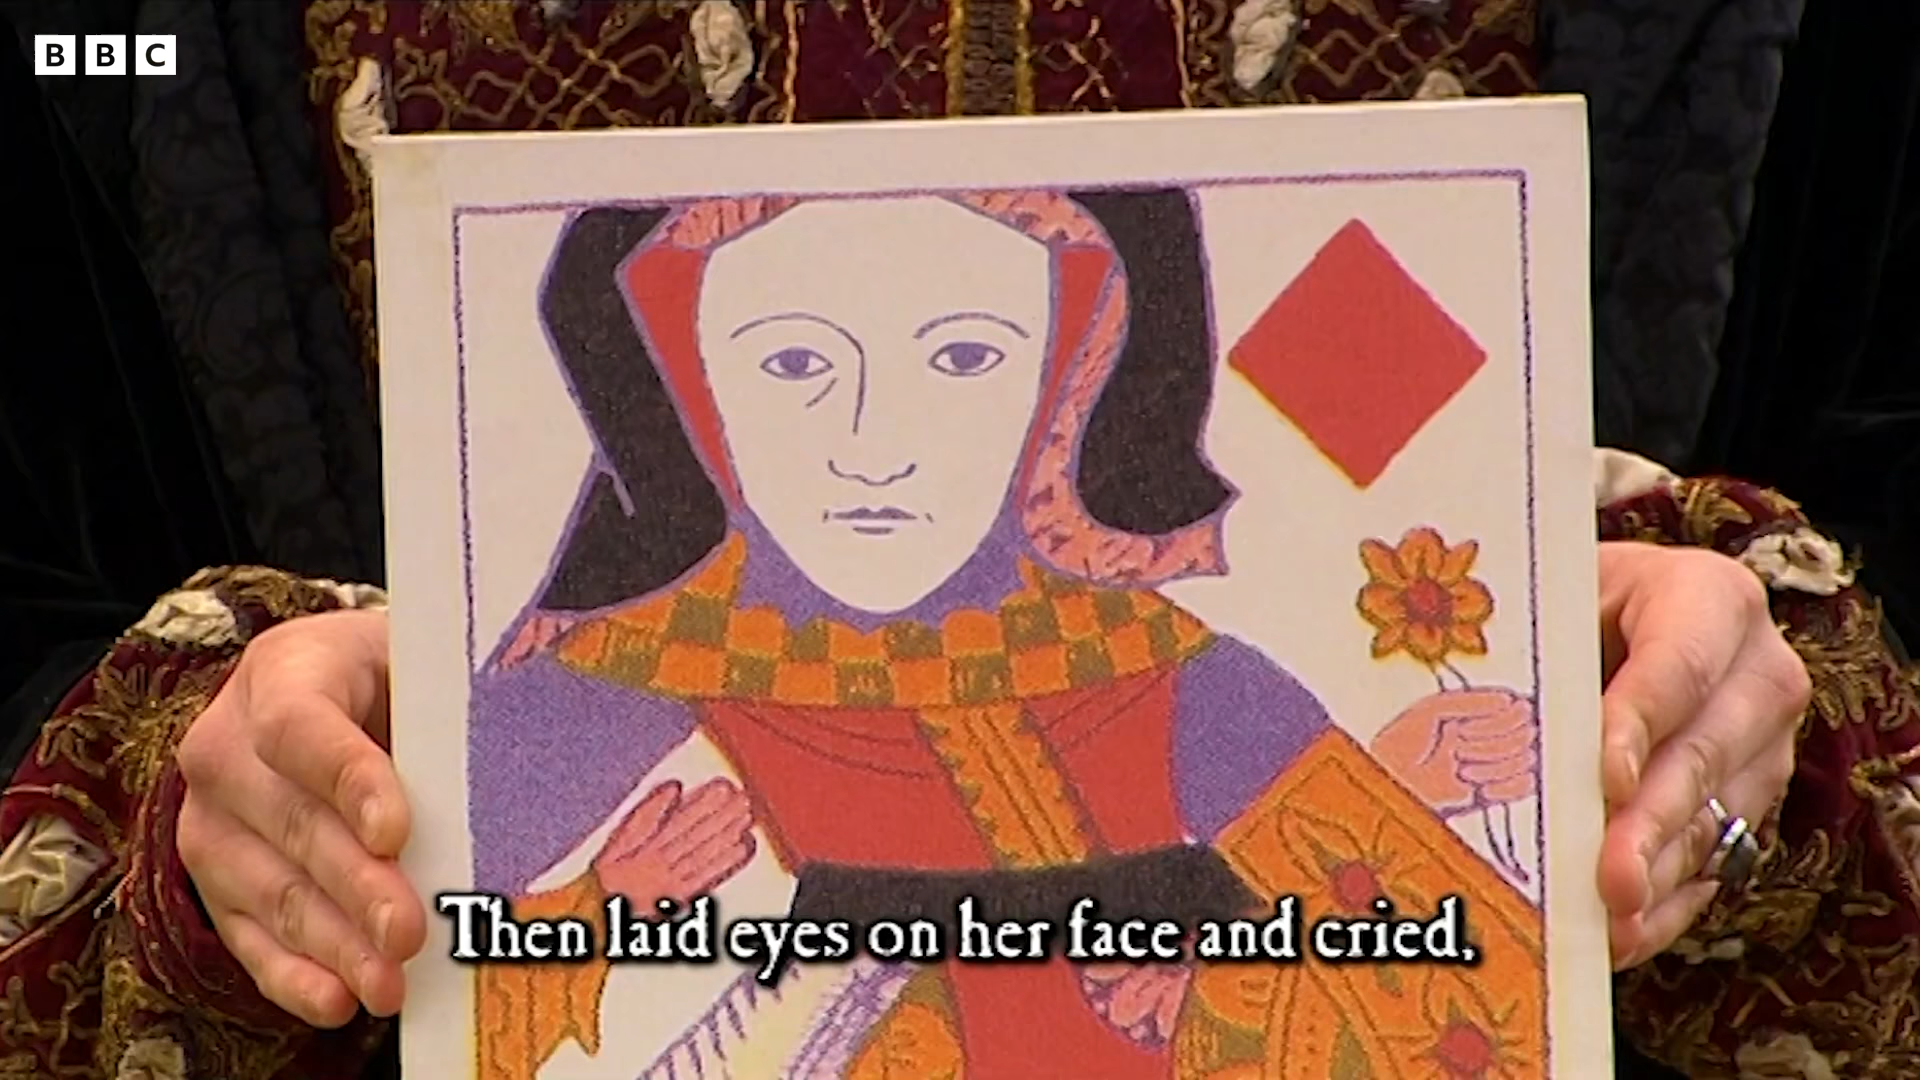 BBC
Then laid eyes on her face and cried,